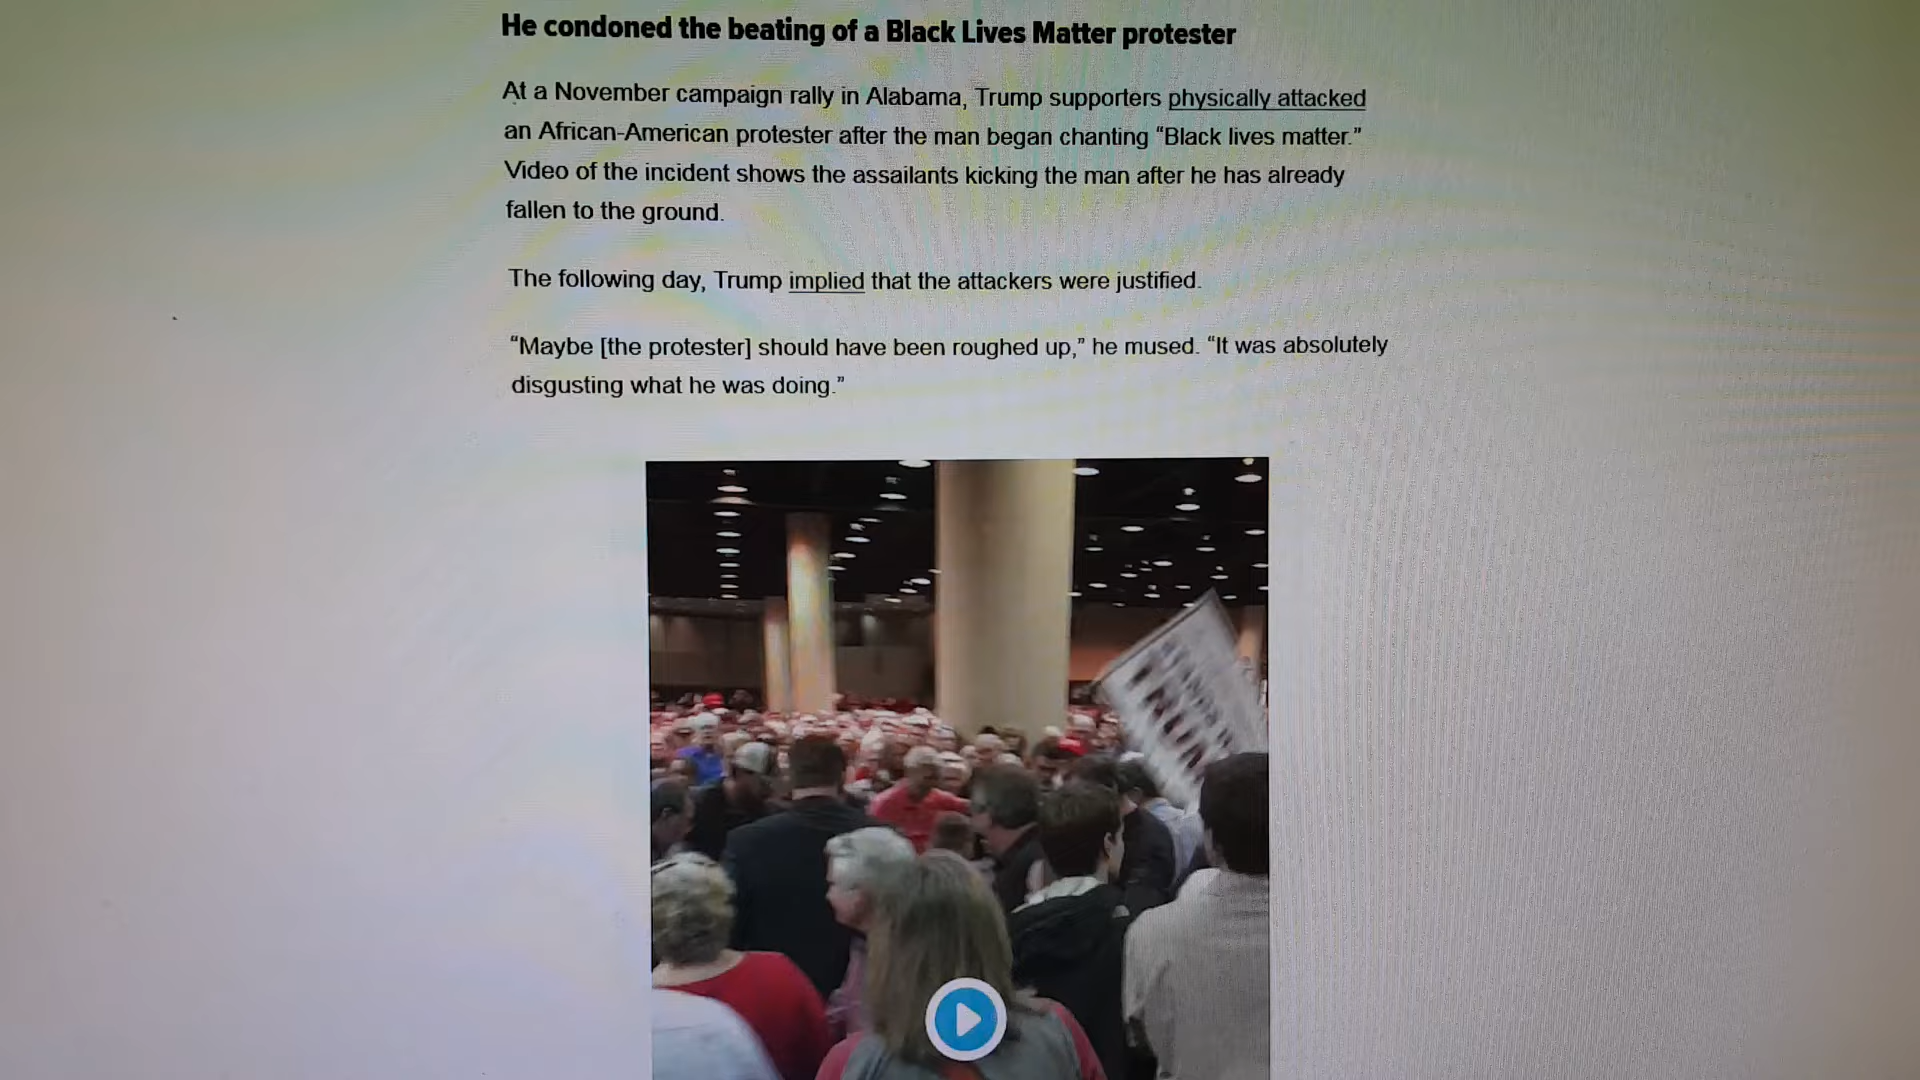 He condoned the beating of a Black Lives Matter protester
At a November campaign rally in Alabama, Trump supporters physically attacked
an African-American protester after the man began chanting “Black lives matter.”
Video of the incident shows the assailants kicking the man after he has already
fallen to the ground.
The following day, Trump implied that the attackers were justified.
“Maybe [the protester] should have been roughed up,” he mused. “It was absolutely
disgusting what he was doing.”